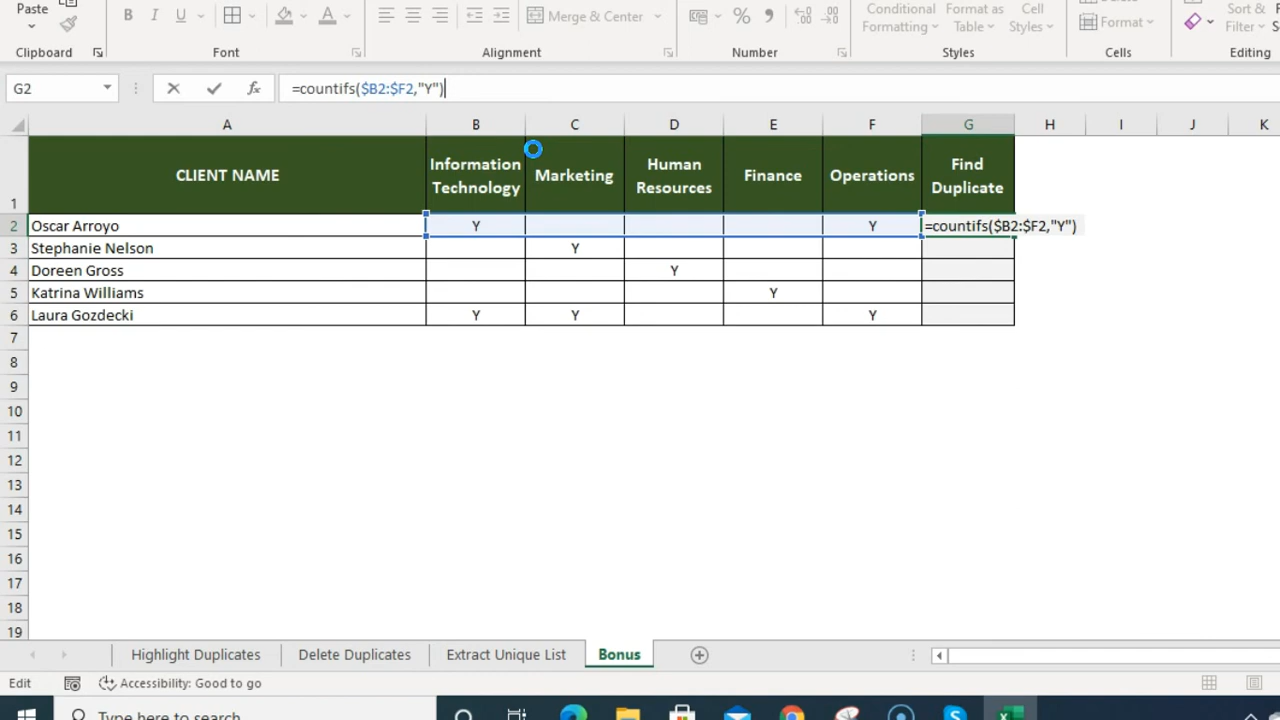 Paste
B I U
Merge & Center
%
Conditional Formatting
Format as Table
Cell Styles
Format
Sort & Filter
Clipboard
Font
Alignment
Number
Styles
Cells
Editing
G2
fx
=countifs($B2:$F2,"Y")
A B C D E F G H I J K
1 CLIENT NAME Information Technology Marketing Human Resources Finance Operations Find Duplicate
2 Oscar Arroyo Y Y =countifs($B2:$F2,"Y")
3 Stephanie Nelson Y
4 Doreen Gross Y
5 Katrina Williams Y
6 Laura Gozdecki Y Y Y
7
8
9
10
11
12
13
14
15
16
17
18
19
Highlight Duplicates Delete Duplicates Extract Unique List Bonus
Edit Accessibility: Good to go
Type here to search